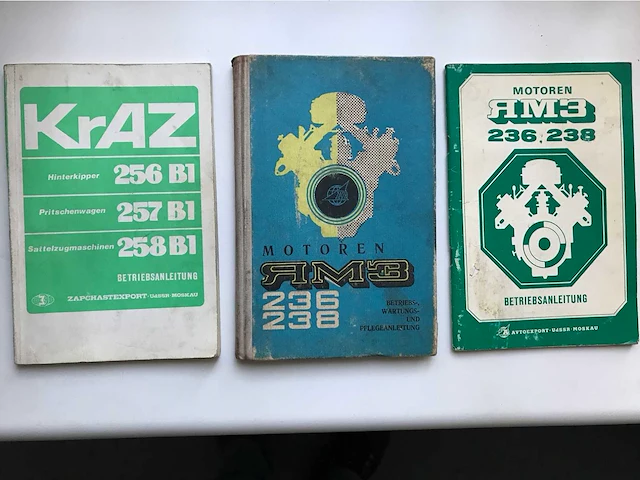 KrAZ
Hinterkipper 256 B1
Pritschenwagen 257 B1
Sattelzugmaschinen 258 B1
BETRIEBSANLEITUNG
ZAPCHASTEXPORT·UdSSR·MOSKAU
MOTOREN
ЯМЗ
236
238
BETRIEBS-,
WARTUNGS-
UND
PFLEGEANLEITUNG
MOTOREN
ЯМЗ
236, 238
BETRIEBSANLEITUNG
AVTOEXPORT·UdSSR·MOSKAU